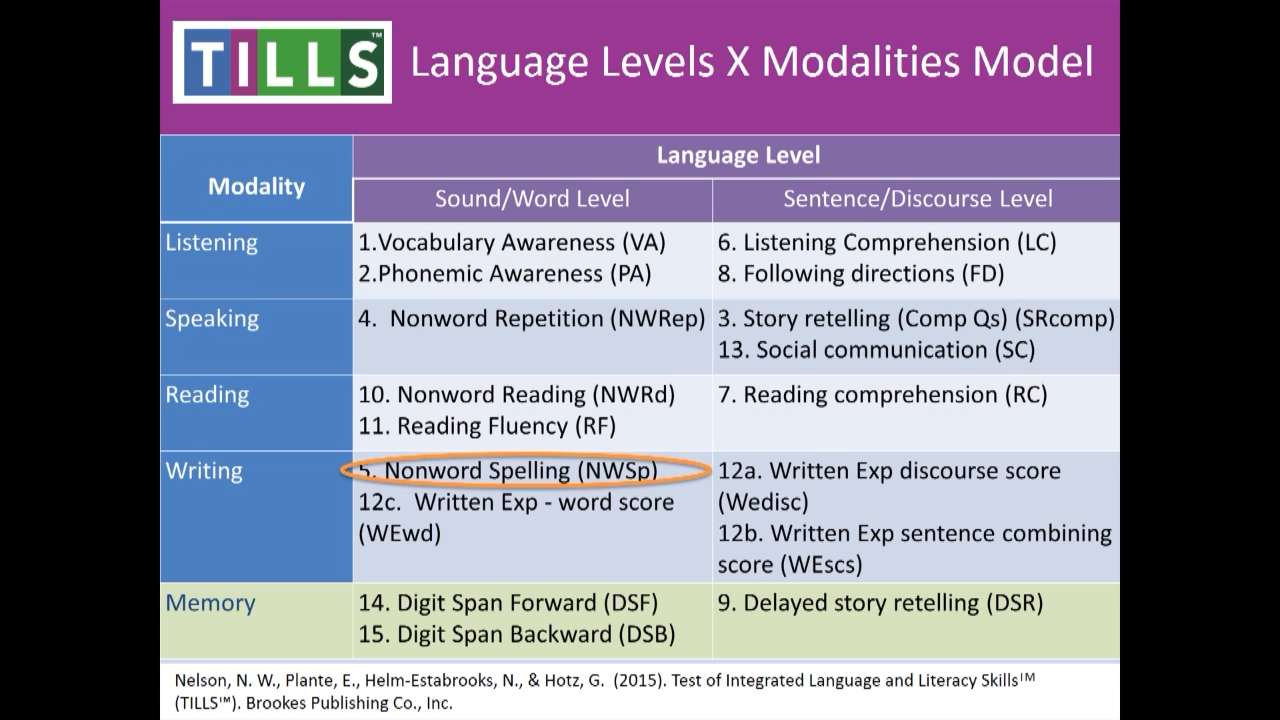 TILLS™ Language Levels X Modalities Model
Modality
Language Level
Sound/Word Level
Sentence/Discourse Level
Listening
1.Vocabulary Awareness (VA)
2.Phonemic Awareness (PA)
6. Listening Comprehension (LC)
8. Following directions (FD)
Speaking
4. Nonword Repetition (NWRep)
3. Story retelling (Comp Qs) (SRcomp)
13. Social communication (SC)
Reading
10. Nonword Reading (NWRd)
11. Reading Fluency (RF)
7. Reading comprehension (RC)
Writing
5. Nonword Spelling (NWSp)
12c. Written Exp - word score
(WEwd)
12a. Written Exp discourse score
(Wedisc)
12b. Written Exp sentence combining
score (WEscs)
Memory
14. Digit Span Forward (DSF)
15. Digit Span Backward (DSB)
9. Delayed story retelling (DSR)
Nelson, N. W., Plante, E., Helm-Estabrooks, N., & Hotz, G. (2015). Test of Integrated Language and Literacy Skills™
(TILLS™). Brookes Publishing Co., Inc.